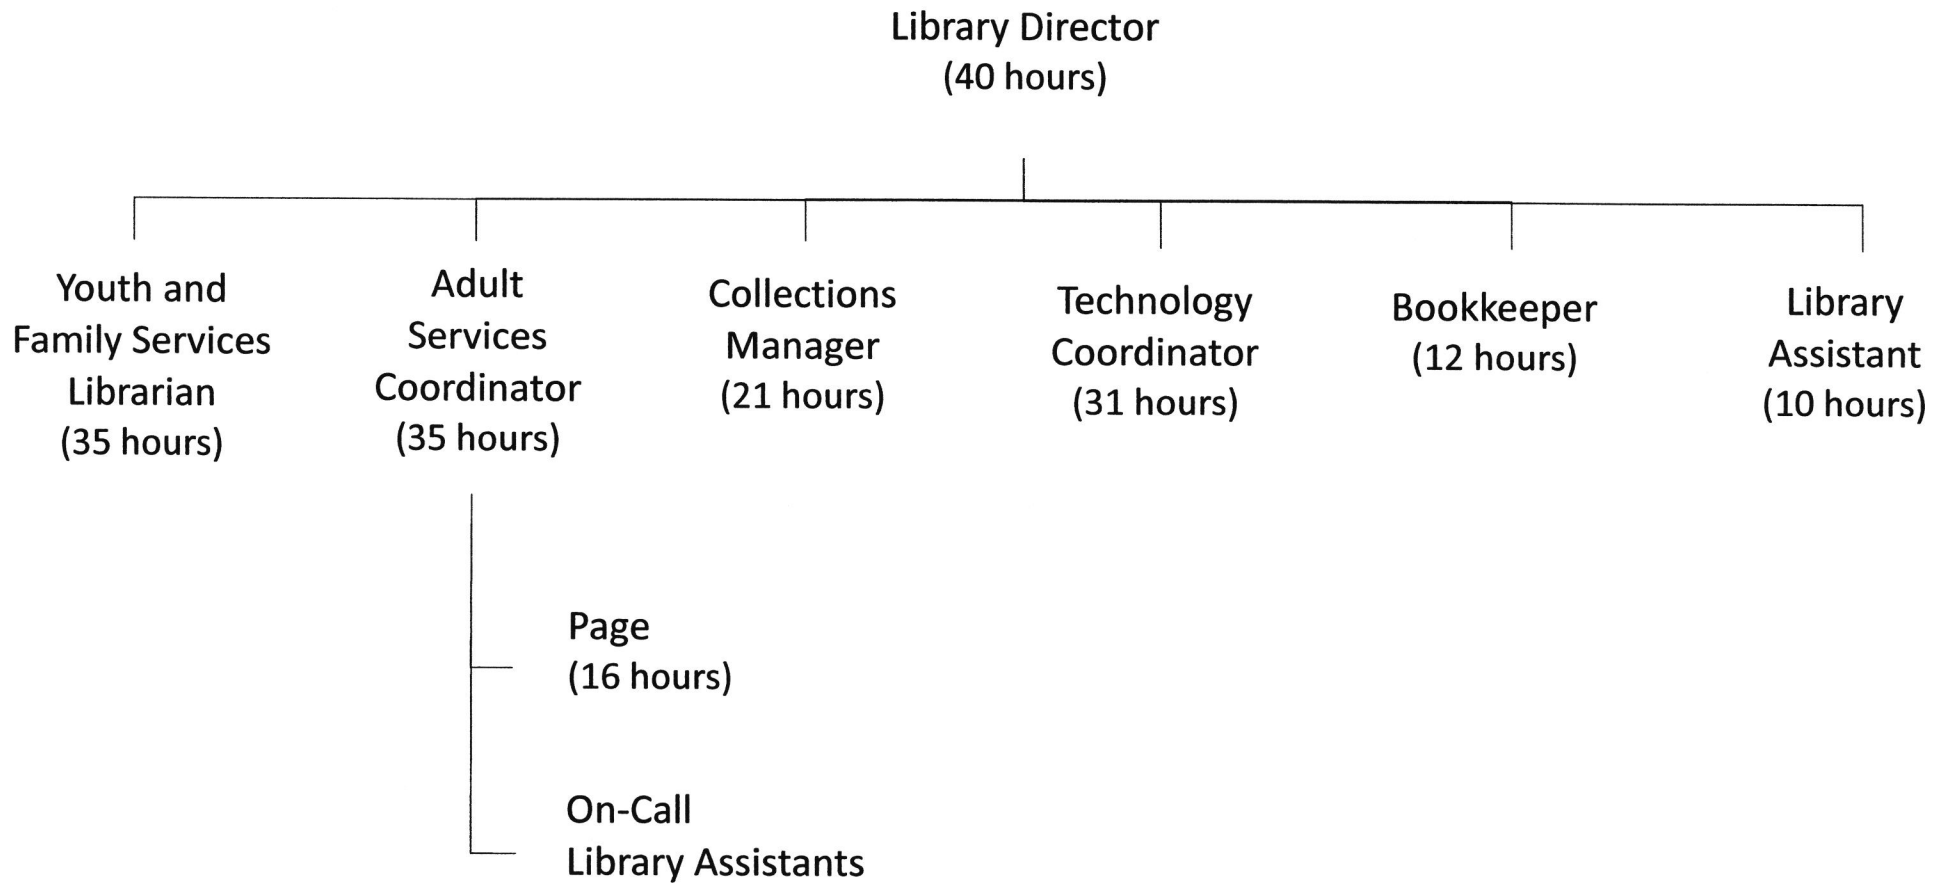 Library Director
(40 hours)
Youth and
Family Services
Librarian
(35 hours)
Adult
Services
Coordinator
(35 hours)
Collections
Manager
(21 hours)
Technology
Coordinator
(31 hours)
Bookkeeper
(12 hours)
Library
Assistant
(10 hours)
Page
(16 hours)
On-Call
Library Assistants